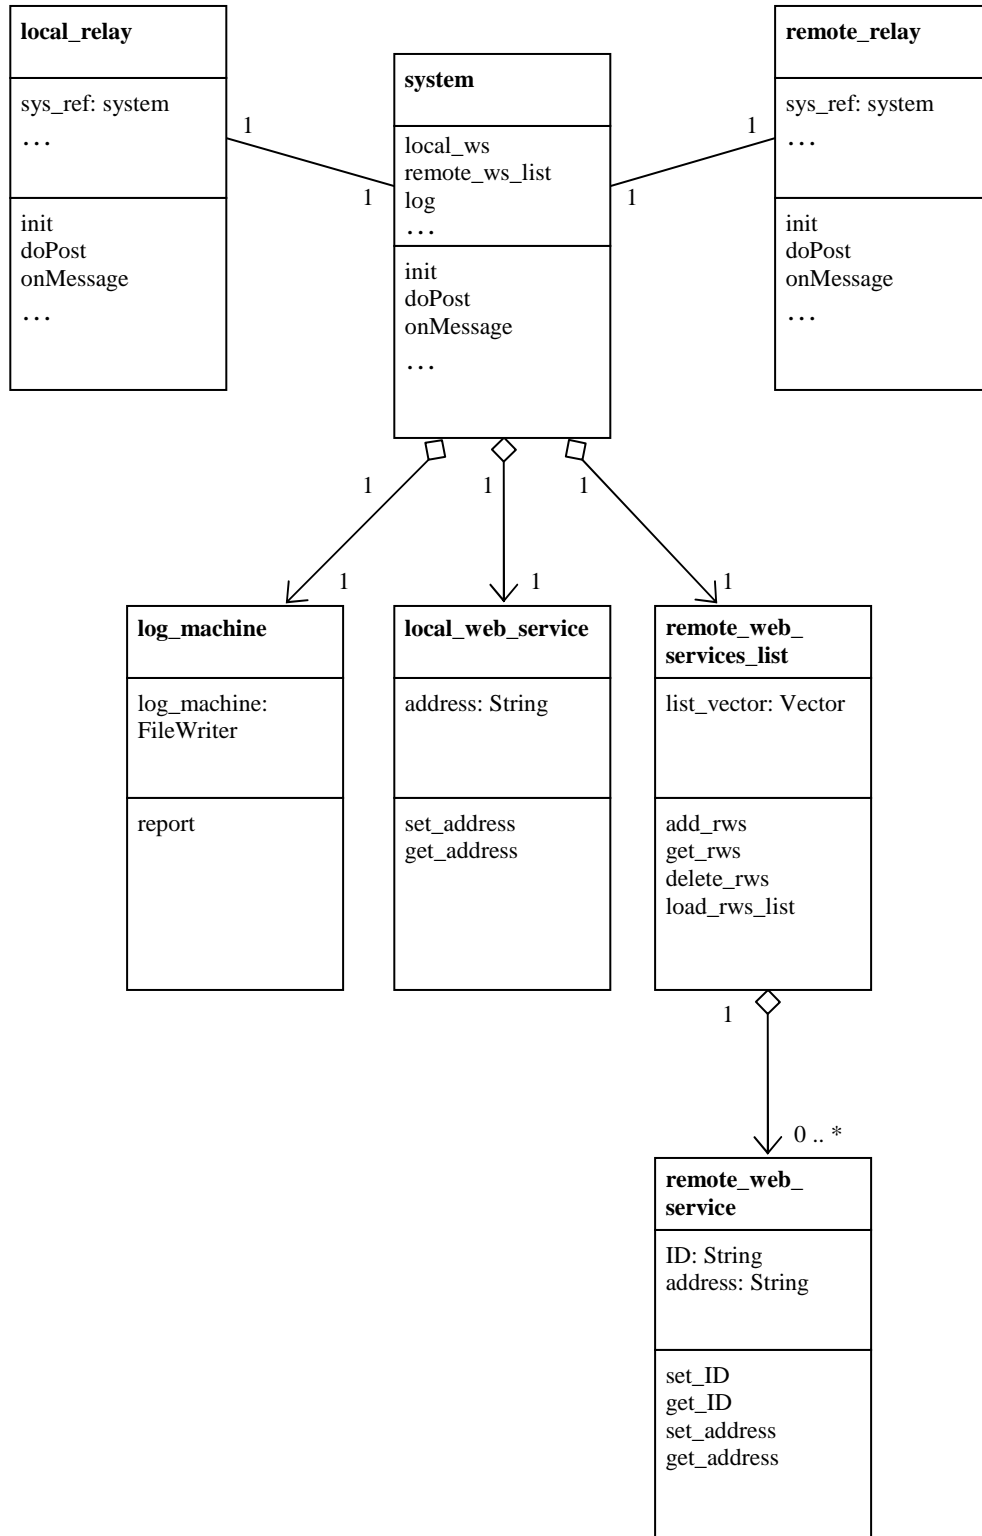 local_relay
sys_ref: system
...
init
doPost
onMessage
...
1
1
system
local_ws
remote_ws_list
log
...
init
doPost
onMessage
...
remote_relay
sys_ref: system
...
init
doPost
onMessage
...
1
1
1
1
1
1
1
1
log_machine
log_machine:
FileWriter
report
local_web_service
address: String
set_address
get_address
remote_web_
services_list
list_vector: Vector
add_rws
get_rws
delete_rws
load_rws_list
1
0 .. *
remote_web_
service
ID: String
address: String
set_ID
get_ID
set_address
get_address